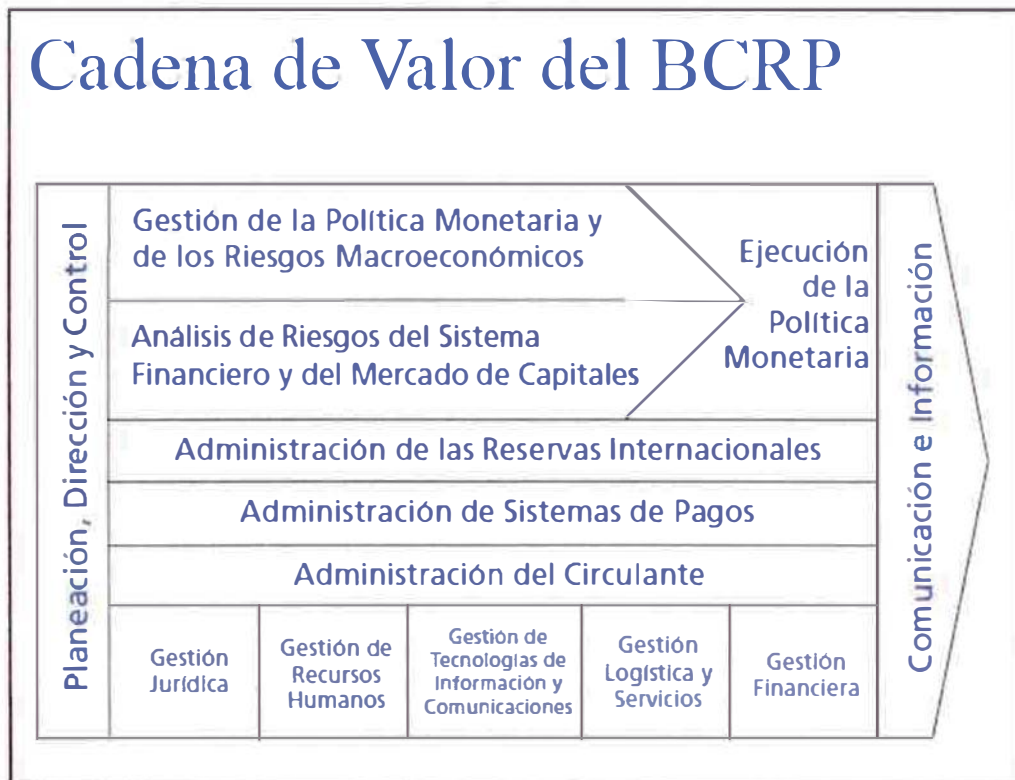 Cadena de Valor del BCRP
Planeación, Dirección y Control
Gestión de la Política Monetaria y
de los Riesgos Macroeconómicos
Análisis de Riesgos del Sistema
Financiero y del Mercado de Capitales
Ejecución
de la
Política
Monetaria
Administración de las Reservas Internacionales
Administración de Sistemas de Pagos
Administración del Circulante
Gestión
Jurídica
Gestión de
Recursos
Humanos
Gestión de
Tecnologías de
Información y
Comunicaciones
Gestión
Logística y
Servicios
Gestión
Financiera
Comunicación e Información